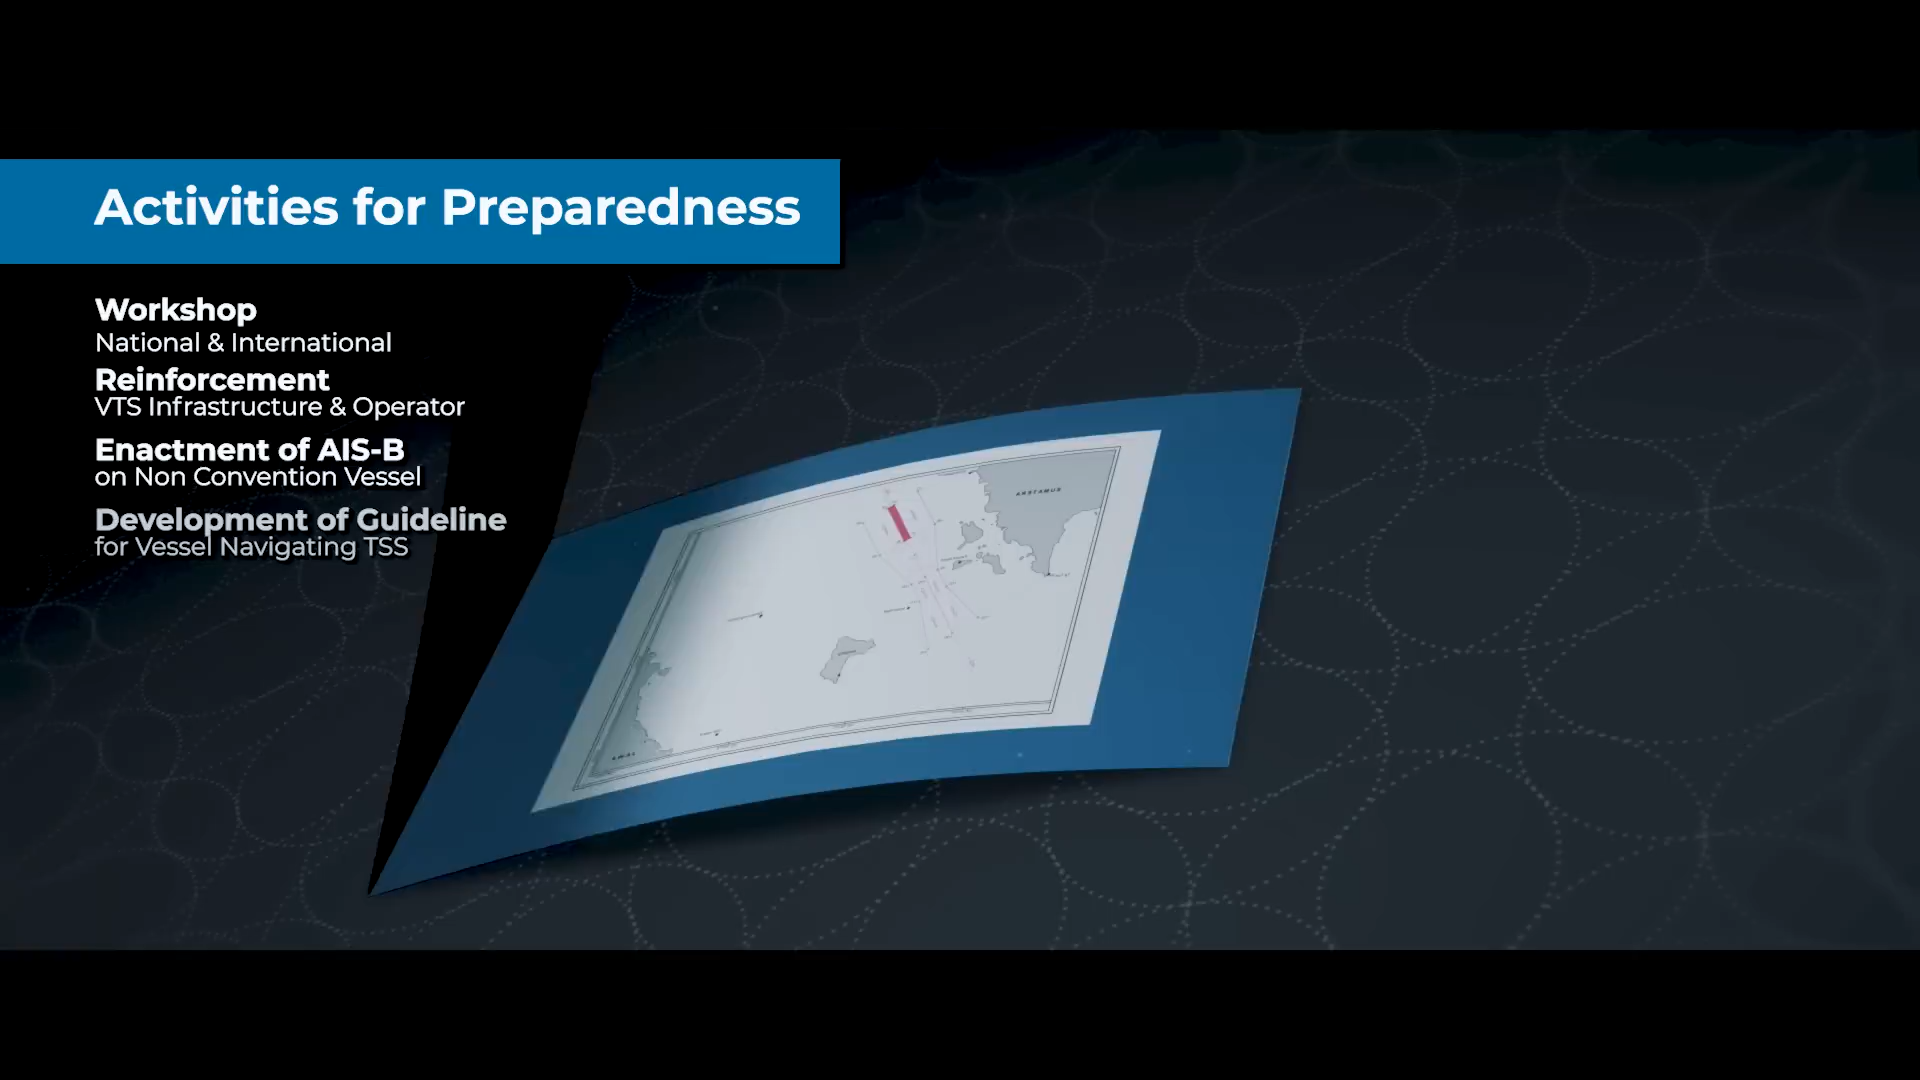 Activities for Preparedness
Workshop
National & International
Reinforcement
VTS Infrastructure & Operator
Enactment of AIS-B
on Non Convention Vessel
Development of Guideline
for Vessel Navigating TSS